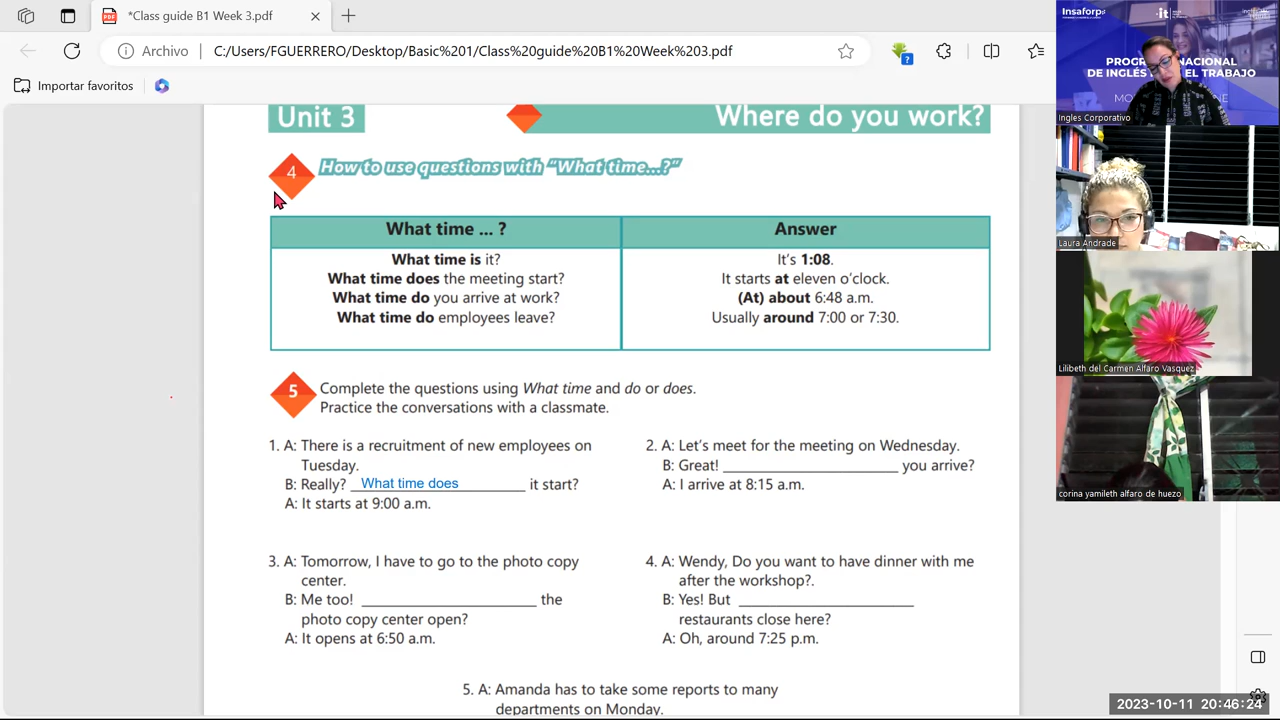 *Class guide B1 Week 3.pdf
Archivo
C:/Users/FGUERRERO/Desktop/Basic%201/Class%20guide%20B1%20Week%203.pdf
Importar favoritos
Unit 3
Where do you work?
4
How to use questions with "What time...?"
What time ... ?
Answer
What time is it?
It's 1:08.
What time does the meeting start?
It starts at eleven o'clock.
What time do you arrive at work?
(At) about 6:48 a.m.
What time do employees leave?
Usually around 7:00 or 7:30.
5
Complete the questions using What time and do or does.
Practice the conversations with a classmate.
1. A: There is a recruitment of new employees on
Tuesday.
B: Really? What time does it start?
A: It starts at 9:00 a.m.
2. A: Let's meet for the meeting on Wednesday.
B: Great! ____________________ you arrive?
A: I arrive at 8:15 a.m.
3. A: Tomorrow, I have to go to the photo copy
center.
B: Me too! ____________________ the
photo copy center open?
A: It opens at 6:50 a.m.
4. A: Wendy, Do you want to have dinner with me
after the workshop?.
B: Yes! But ____________________
restaurants close here?
A: Oh, around 7:25 p.m.
5. A: Amanda has to take some reports to many
departments on Monday.
Insaforp
it
Ingles Corporativo
Laura Andrade
Lilibeth del Carmen Alfaro Vasquez
corina yamileth alfaro de huezo
2023-10-11 20:46:24